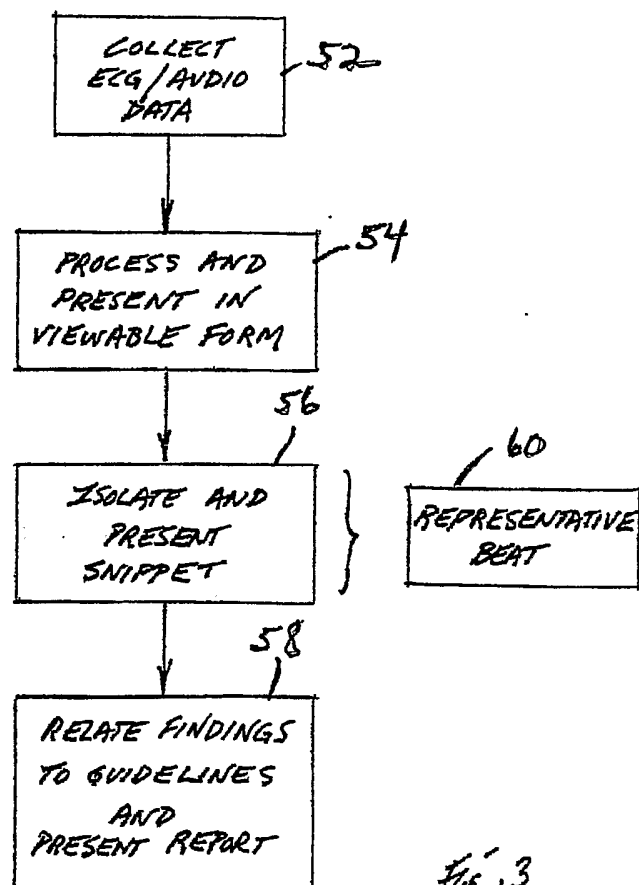 COLLECT
ECG/AUDIO
DATA
52
54
PROCESS AND
PRESENT IN
VIEWABLE FORM
56
ISOLATE AND
PRESENT
SNIPPET
60
REPRESENTATIVE
BEAT
58
RELATE FINDINGS
TO GUIDELINES
AND
PRESENT REPORT
Fig. 3